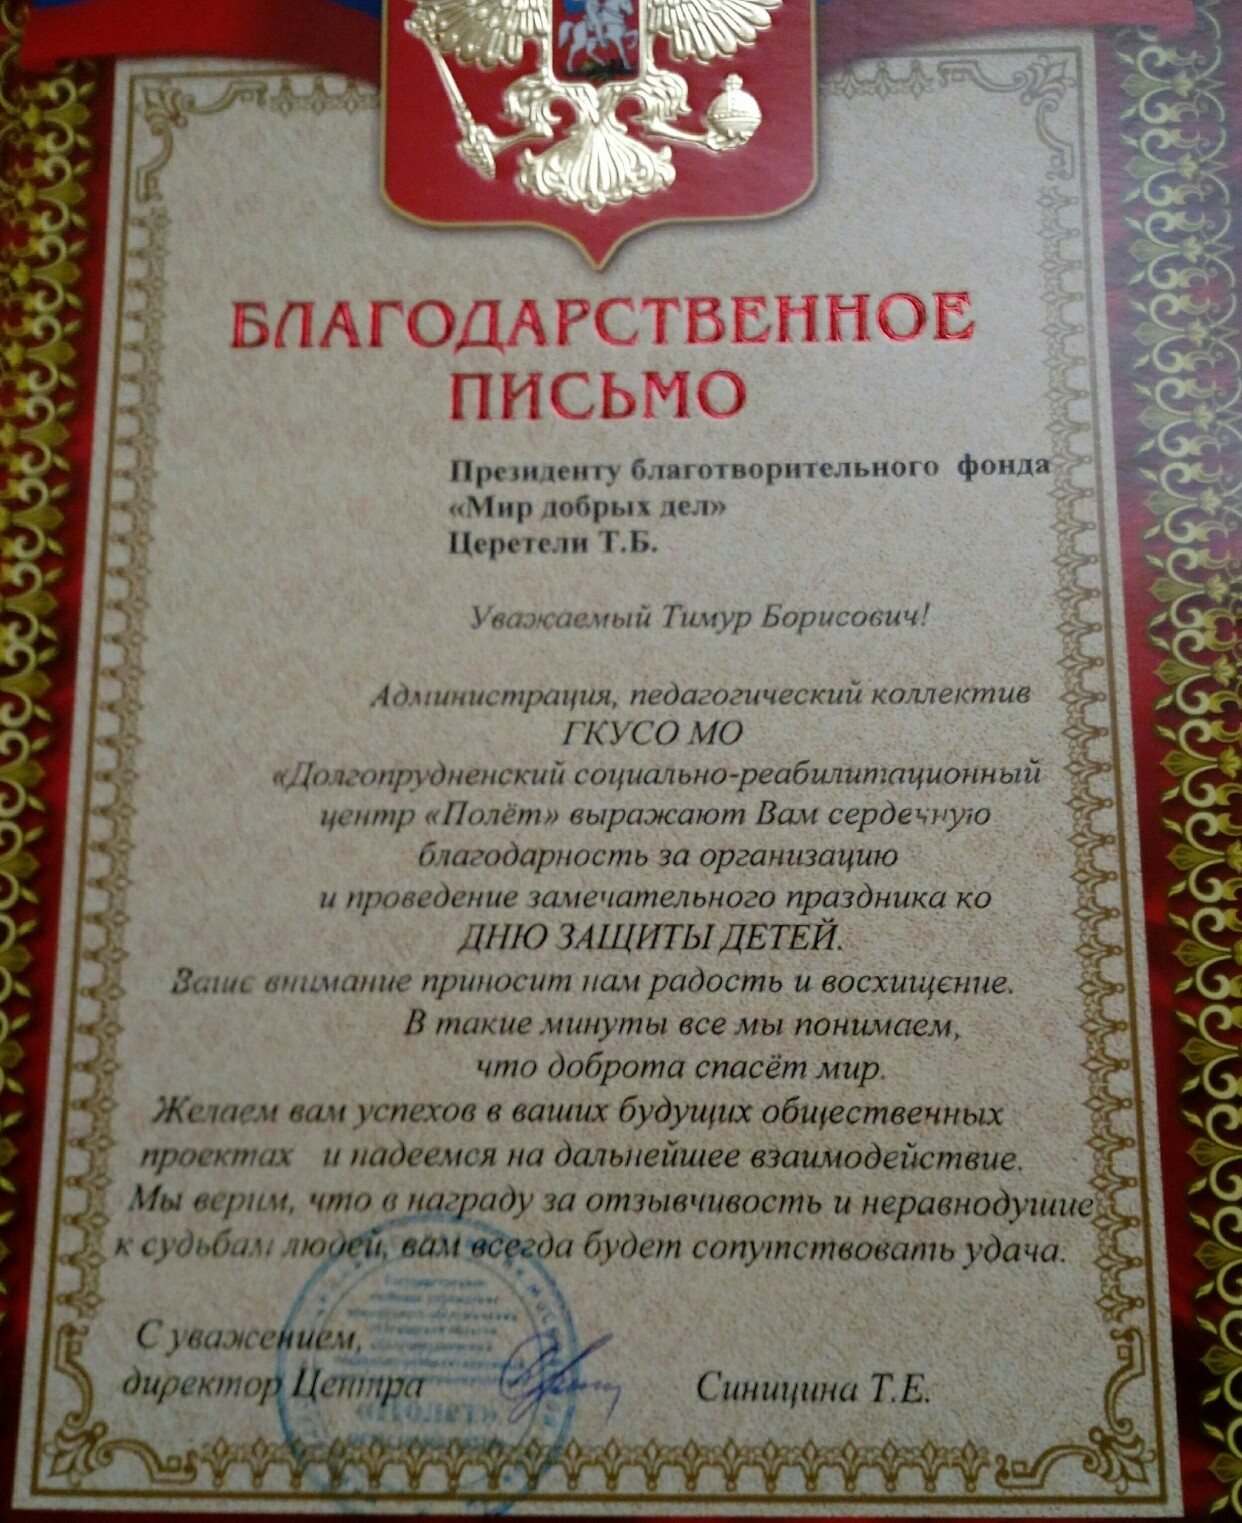 БЛАГОДАРСТВЕННОЕ
ПИСЬМО
Президенту благотворительного фонда
«Мир добрых дел»
Церетели Т.Б.
Уважаемый Тимур Борисович!
Администрация, педагогический коллектив
ГКУСО МО
«Долгопрудненский социально-реабилитационный
центр «Полёт» выражают Вам сердечную
благодарность за организацию
и проведение замечательного праздника ко
ДНЮ ЗАЩИТЫ ДЕТЕЙ.
Ваше внимание приносит нам радость и восхищение.
В такие минуты все мы понимаем,
что доброта спасёт мир.
Желаем вам успехов в ваших будущих общественных
проектах и надеемся на дальнейшее взаимодействие.
Мы верим, что в награду за отзывчивость и неравнодушие
к судьбам людей, вам всегда будет сопутствовать удача.
С уважением,
директор Центра Синицина Т.Е.
«Полет»